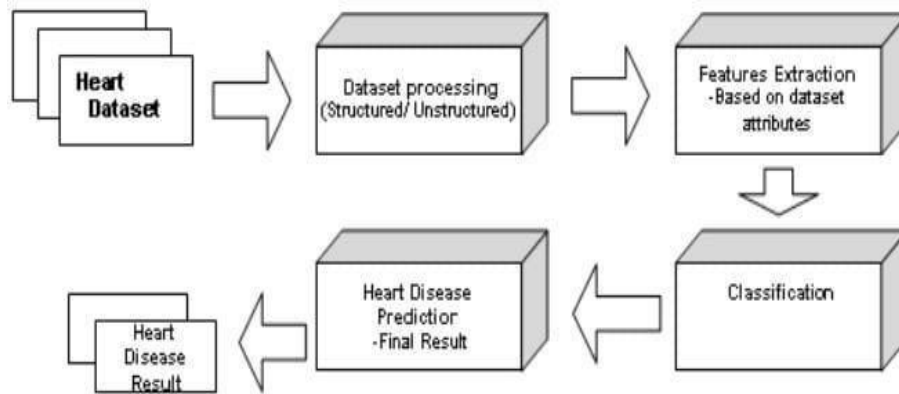 Heart
Dataset
Dataset processing
(Structured/ Unstructured)
Features Extraction
-Based on dataset
attributes
Classification
Heart Disease
Predictiion
-Final Result
Heart
Disease
Result